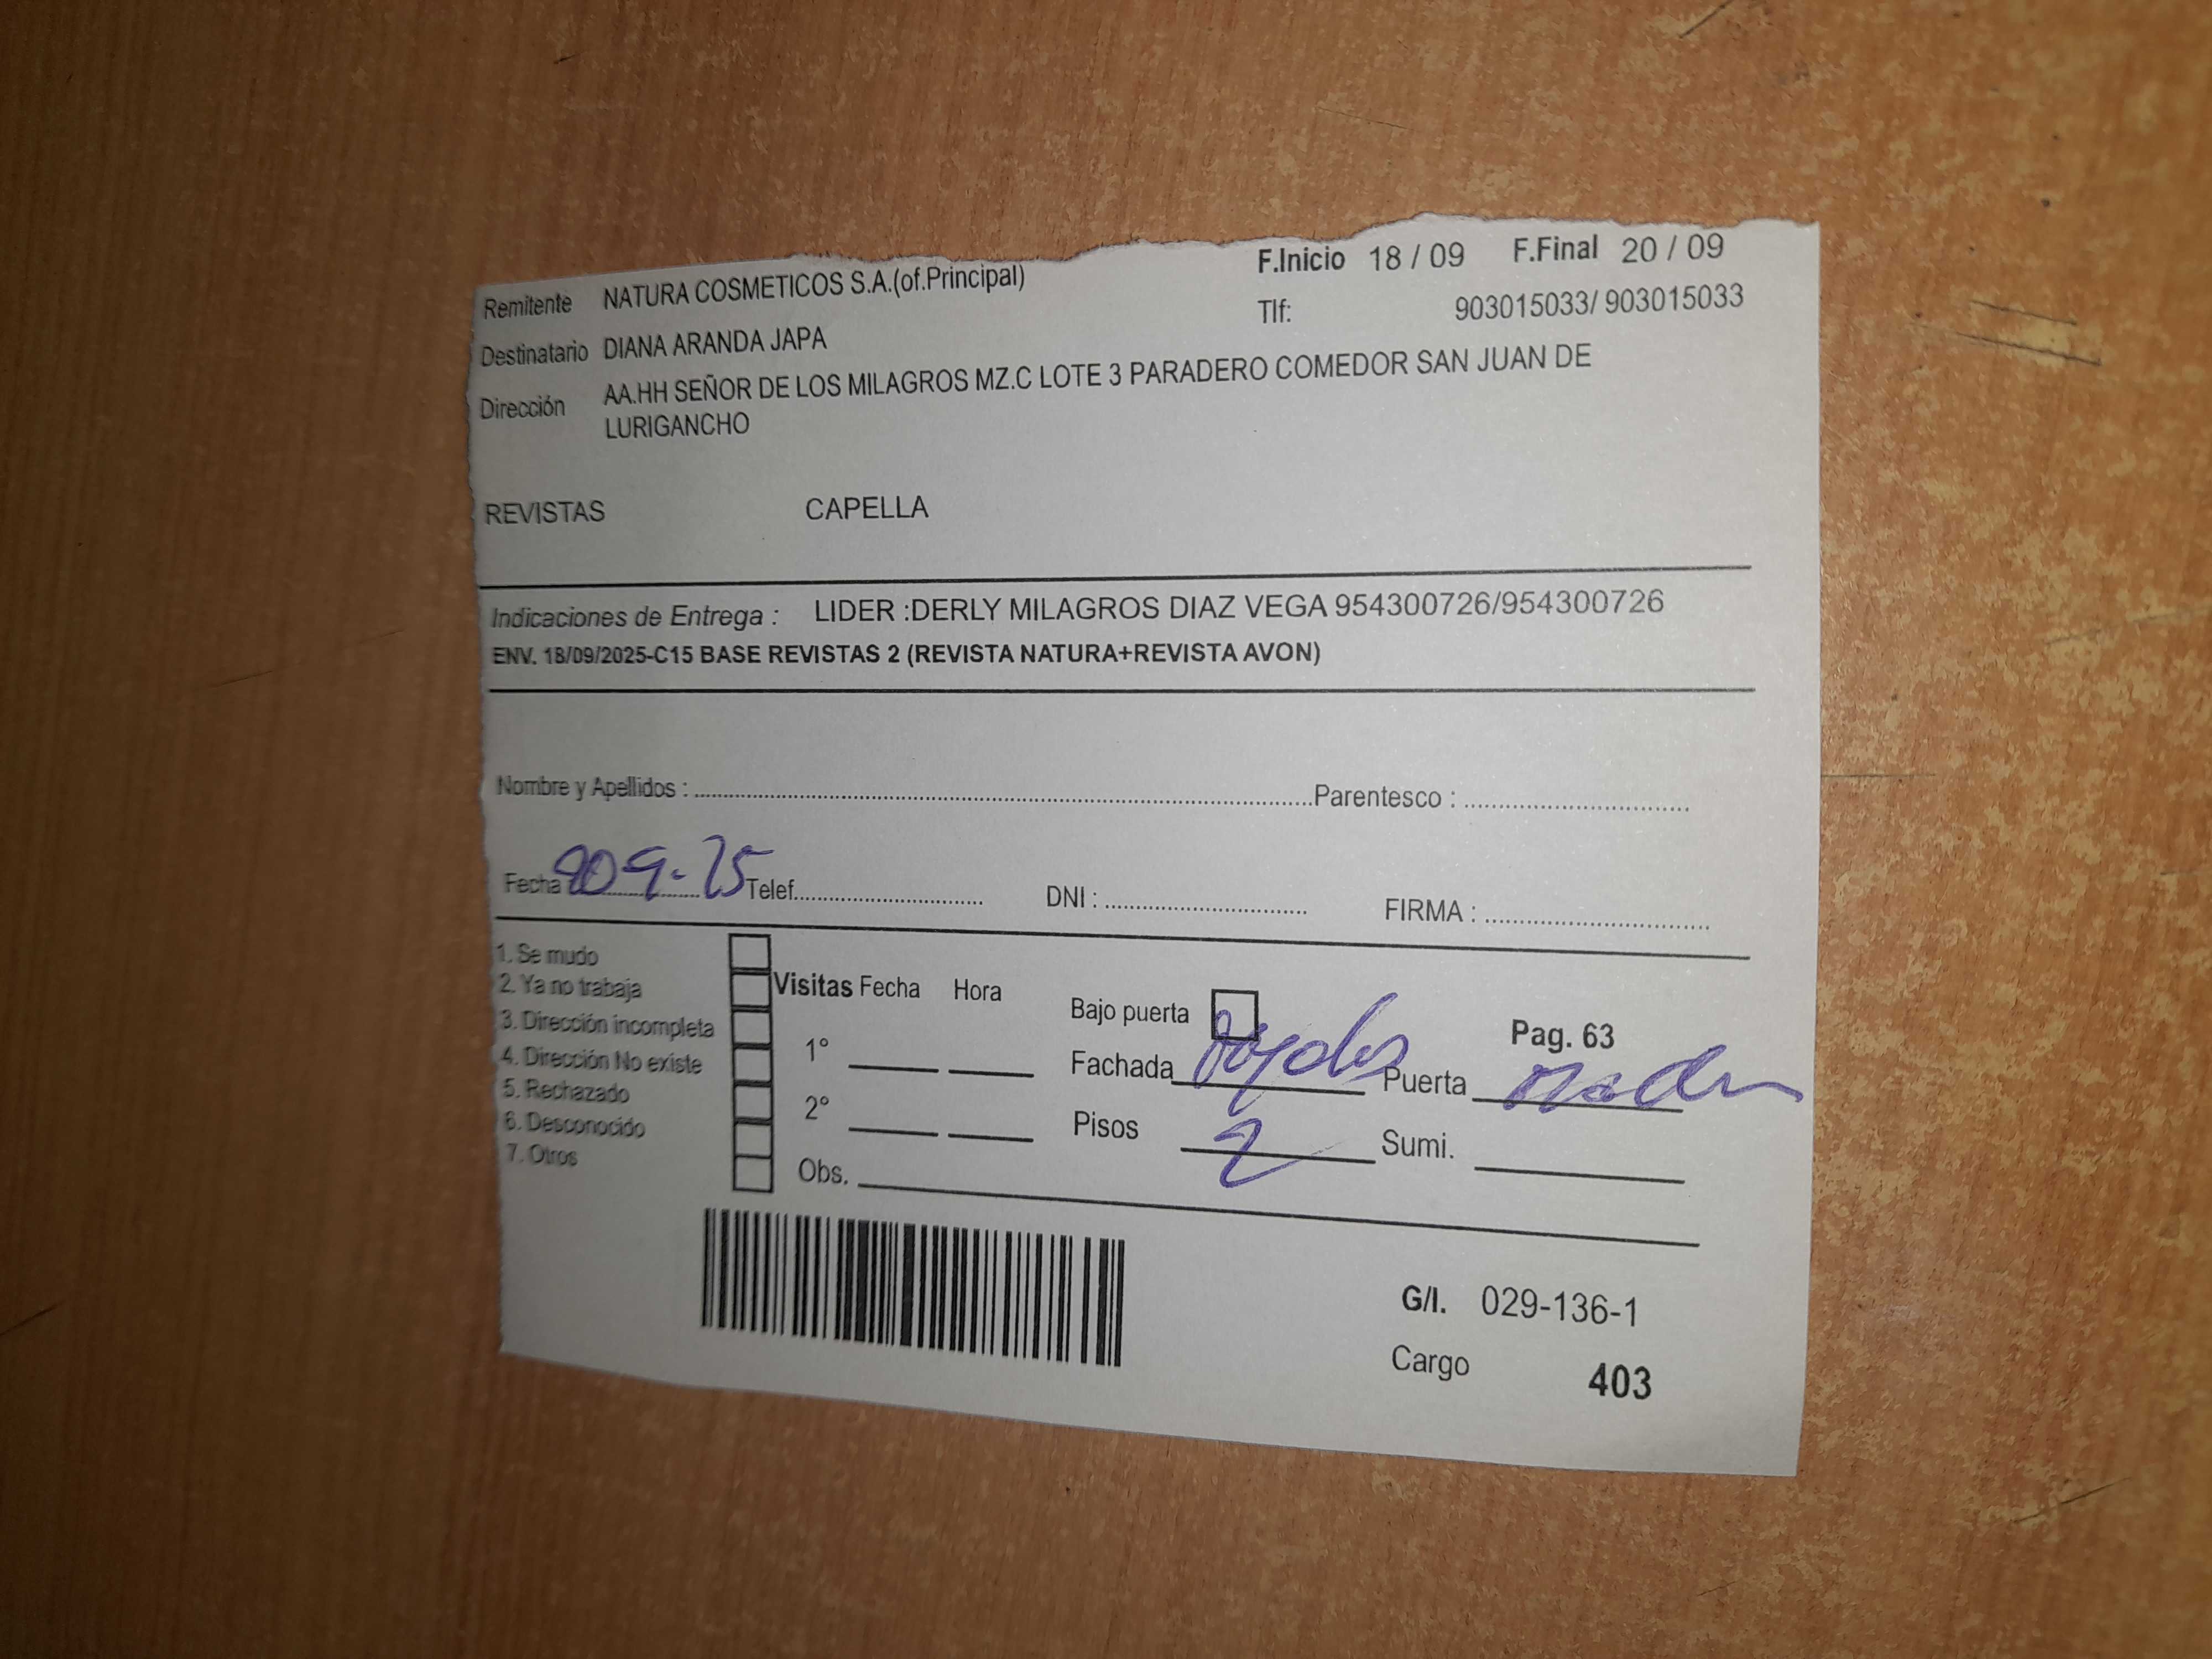 F.Inicio 18 / 09 F.Final 20 / 09
Remitente NATURA COSMETICOS S.A.(of.Principal)
Tlf: 903015033/ 903015033
Destinatario DIANA ARANDA JAPA
Dirección AA.HH SEÑOR DE LOS MILAGROS MZ.C LOTE 3 PARADERO COMEDOR SAN JUAN DE
LURIGANCHO
REVISTAS CAPELLA
Indicaciones de Entrega : LIDER :DERLY MILAGROS DIAZ VEGA 954300726/954300726
ENV. 18/09/2025-C15 BASE REVISTAS 2 (REVISTA NATURA+REVISTA AVON)
Nombre y Apellidos : Parentesco :
Fecha Telef. DNI : FIRMA :
1. Se mudo
2. Ya no trabaja
3. Dirección incompleta
4. Dirección No existe
5. Rechazado
6. Desconocido
7. Otros
Visitas Fecha Hora
1°
2°
Obs.
Bajo puerta
Pag. 63
Fachada Puerta
Pisos 2 Sumi.
G/I. 029-136-1
Cargo 403